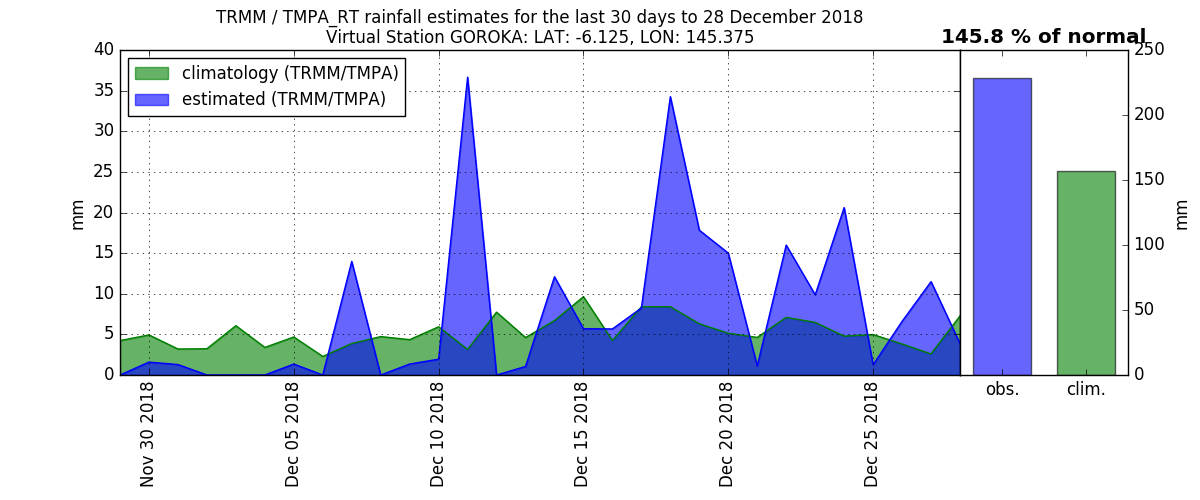 TRMM / TMPA_RT rainfall estimates for the last 30 days to 28 December 2018
Virtual Station GOROKA: LAT: -6.125, LON: 145.375
145.8 % of normal
climatology (TRMM/TMPA)
estimated (TRMM/TMPA)
mm
40
35
30
25
20
15
10
5
0
Nov 30 2018
Dec 05 2018
Dec 10 2018
Dec 15 2018
Dec 20 2018
Dec 25 2018
obs.
clim.
250
200
150
100
50
0
mm